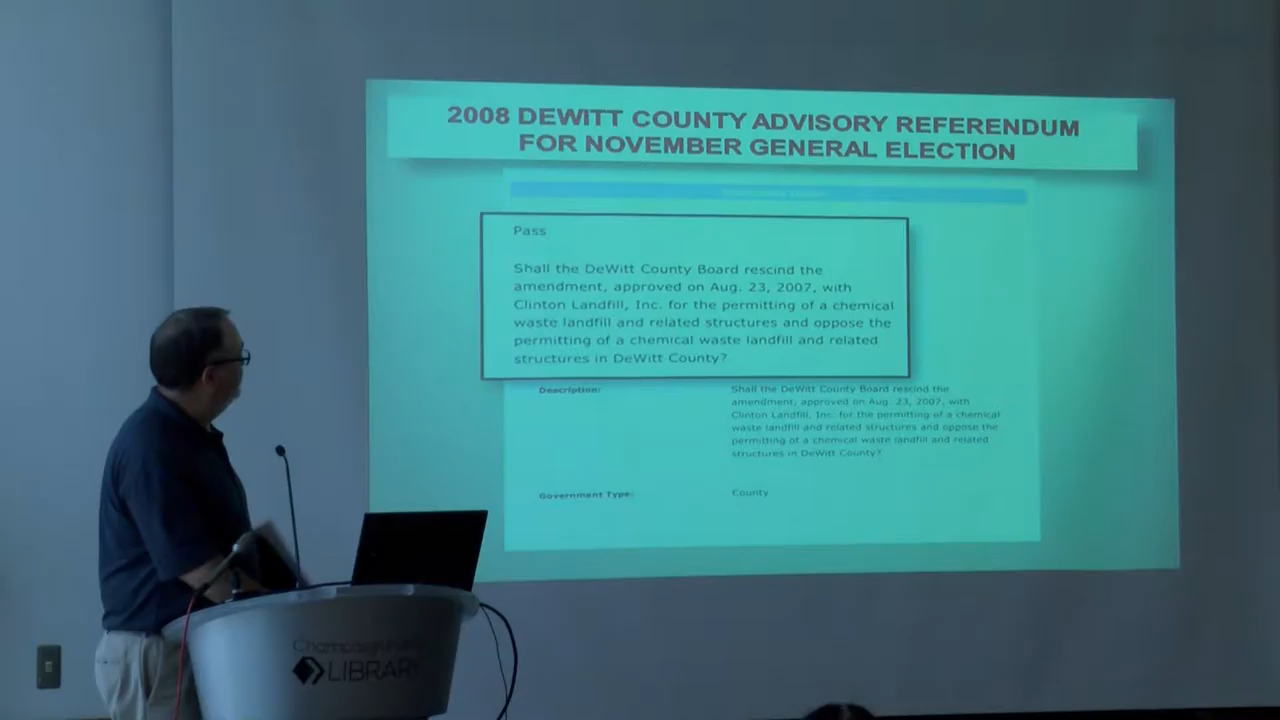 2008 DEWITT COUNTY ADVISORY REFERENDUM
FOR NOVEMBER GENERAL ELECTION
Pass
Shall the DeWitt County Board rescind the
amendment, approved on Aug. 23, 2007, with
Clinton Landfill, Inc. for the permitting of a chemical
waste landfill and related structures and oppose the
permitting of a chemical waste landfill and related
structures in DeWitt County?
Description:
Shall the DeWitt County Board rescind the
amendment, approved on Aug. 23, 2007, with
Clinton Landfill, Inc. for the permitting of a chemical
waste landfill and related structures and oppose the
permitting of a chemical waste landfill and related
structures in DeWitt County?
Government Type:
County
Champaign
LIBRARY